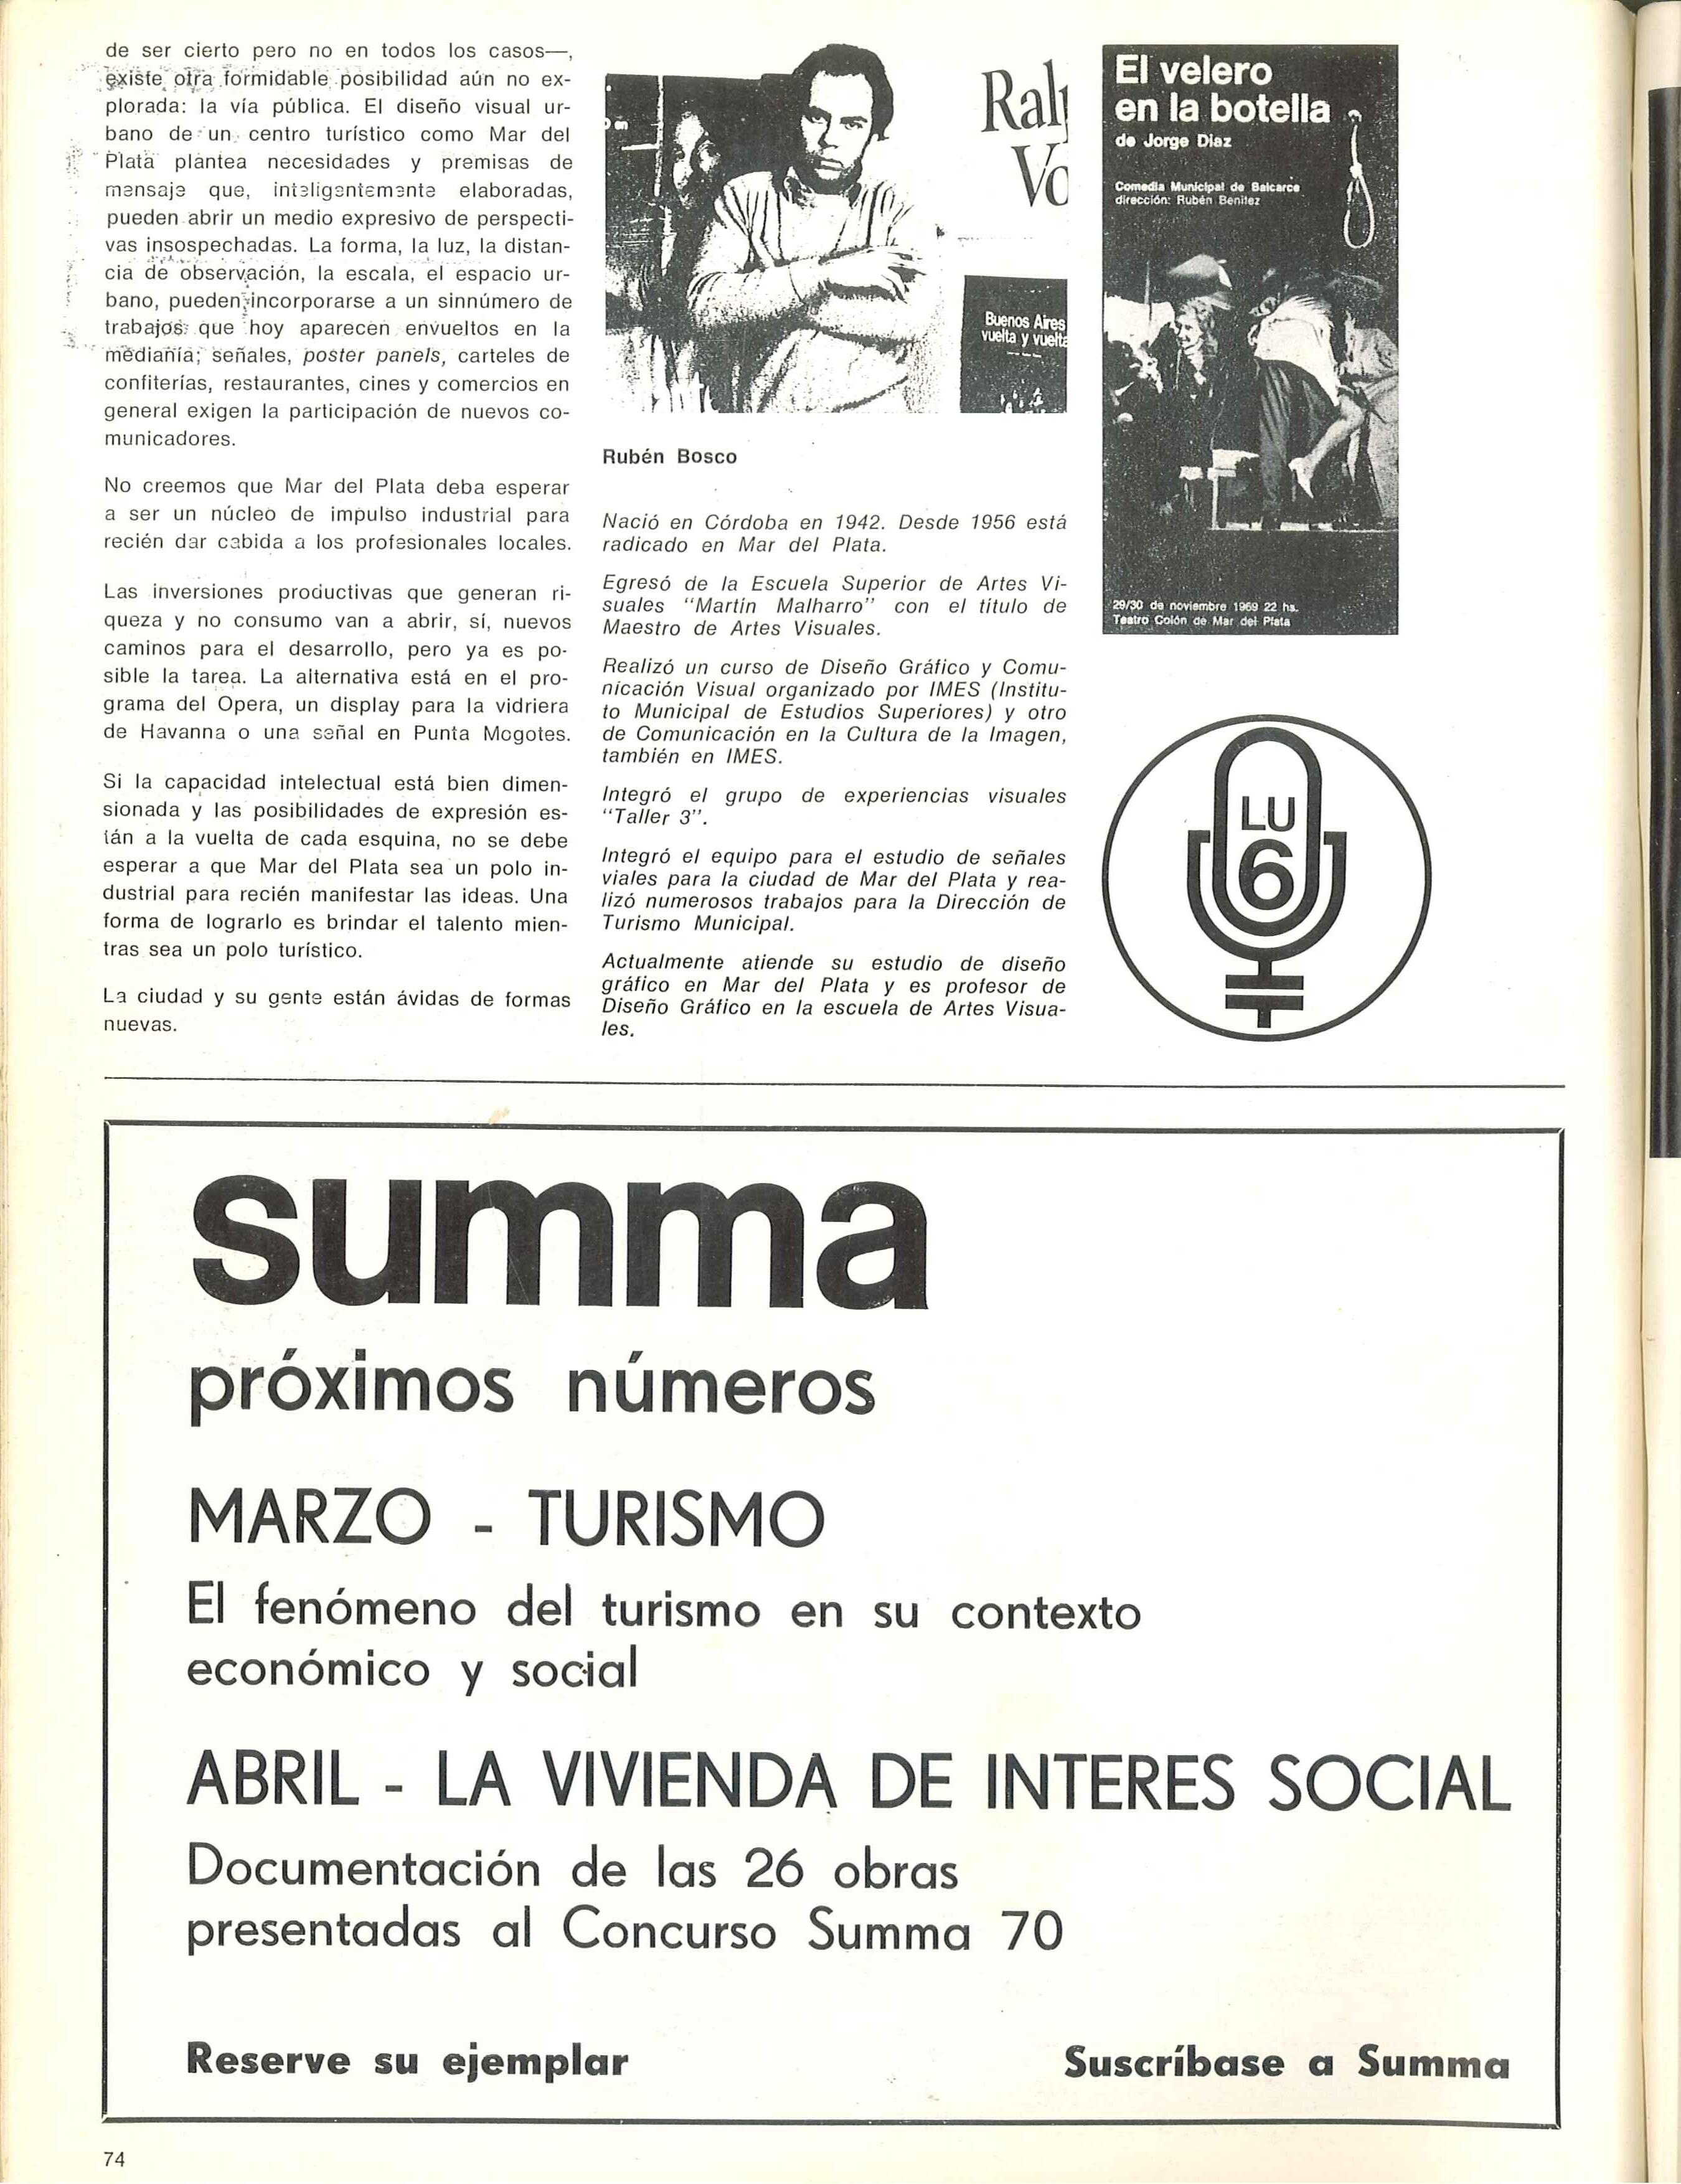 de ser cierto pero no en todos los casos—,
existe otra formidable posibilidad aún no ex-
plorada: la vía pública. El diseño visual ur-
bano de un centro turístico como Mar del
Plata plantea necesidades y premisas de
mensaje que, inteligentemente elaboradas,
pueden abrir un medio expresivo de perspecti-
vas insospechadas. La forma, la luz, la distan-
cia de observación, la escala, el espacio ur-
bano, pueden incorporarse a un sinnúmero de
trabajos que hoy aparecen envueltos en la
medianía; señales, poster panels, carteles de
confiterías, restaurantes, cines y comercios en
general exigen la participación de nuevos co-
municadores.
No creemos que Mar del Plata deba esperar
a ser un núcleo de impulso industrial para
recién dar cabida a los profesionales locales.
Las inversiones productivas que generan ri-
queza y no consumo van a abrir, sí, nuevos
caminos para el desarrollo, pero ya es po-
sible la tarea. La alternativa está en el pro-
grama del Opera, un display para la vidriera
de Havanna o una señal en Punta Mogotes.
Si la capacidad intelectual está bien dimen-
sionada y las posibilidades de expresión es-
tán a la vuelta de cada esquina, no se debe
esperar a que Mar del Plata sea un polo in-
dustrial para recién manifestar las ideas. Una
forma de lograrlo es brindar el talento mien-
tras sea un polo turístico.
La ciudad y su gente están ávidas de formas
nuevas.
Ral
Vo
Buenos Aires
vuelta y vuelta
Rubén Bosco
Nació en Córdoba en 1942. Desde 1956 está
radicado en Mar del Plata.
Egresó de la Escuela Superior de Artes Vi-
suales "Martín Malharro" con el título de
Maestro de Artes Visuales.
Realizó un curso de Diseño Gráfico y Comu-
nicación Visual organizado por IMES (Institu-
to Municipal de Estudios Superiores) y otro
de Comunicación en la Cultura de la Imagen,
también en IMES.
Integró el grupo de experiencias visuales
"Taller 3".
Integró el equipo para el estudio de señales
viales para la ciudad de Mar del Plata y rea-
lizó numerosos trabajos para la Dirección de
Turismo Municipal.
Actualmente atiende su estudio de diseño
gráfico en Mar del Plata y es profesor de
Diseño Gráfico en la escuela de Artes Visua-
les.
El velero
en la botella
de Jorge Diaz
Comedia Municipal de Balcarce
dirección: Rubén Benítez
29/30 de noviembre 1969 22 hs.
Teatro Colón de Mar del Plata
LU
6
summa
próximos números
MARZO - TURISMO
El fenómeno del turismo en su contexto
económico y social
ABRIL - LA VIVIENDA DE INTERES SOCIAL
Documentación de las 26 obras
presentadas al Concurso Summa 70
Reserve su ejemplar
Suscríbase a Summa
74